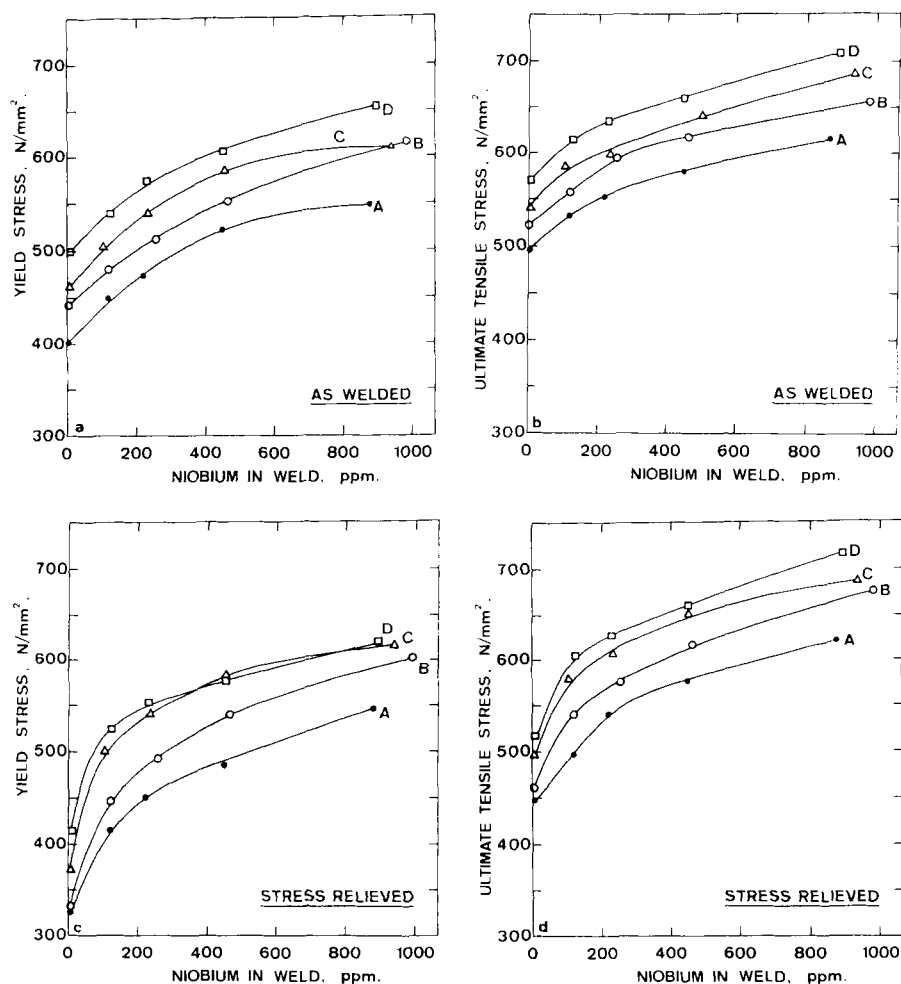 700
600
500
400
300
YIELD STRESS, N/mm².
D
C
B
A
AS WELDED
a
0 200 400 600 800 1000
NIOBIUM IN WELD, ppm.
700
600
500
400
300
ULTIMATE TENSILE STRESS, N/mm².
D
C
B
A
AS WELDED
b
0 200 400 600 800 1000
NIOBIUM IN WELD, ppm.
700
600
500
400
300
YIELD STRESS, N/mm².
D
C
B
A
STRESS RELIEVED
c
0 200 400 600 800 1000
NIOBIUM IN WELD, ppm.
700
600
500
400
300
ULTIMATE TENSILE STRESS, N/mm².
D
C
B
A
STRESS RELIEVED
d
0 200 400 600 800 1000
NIOBIUM IN WELD, ppm.